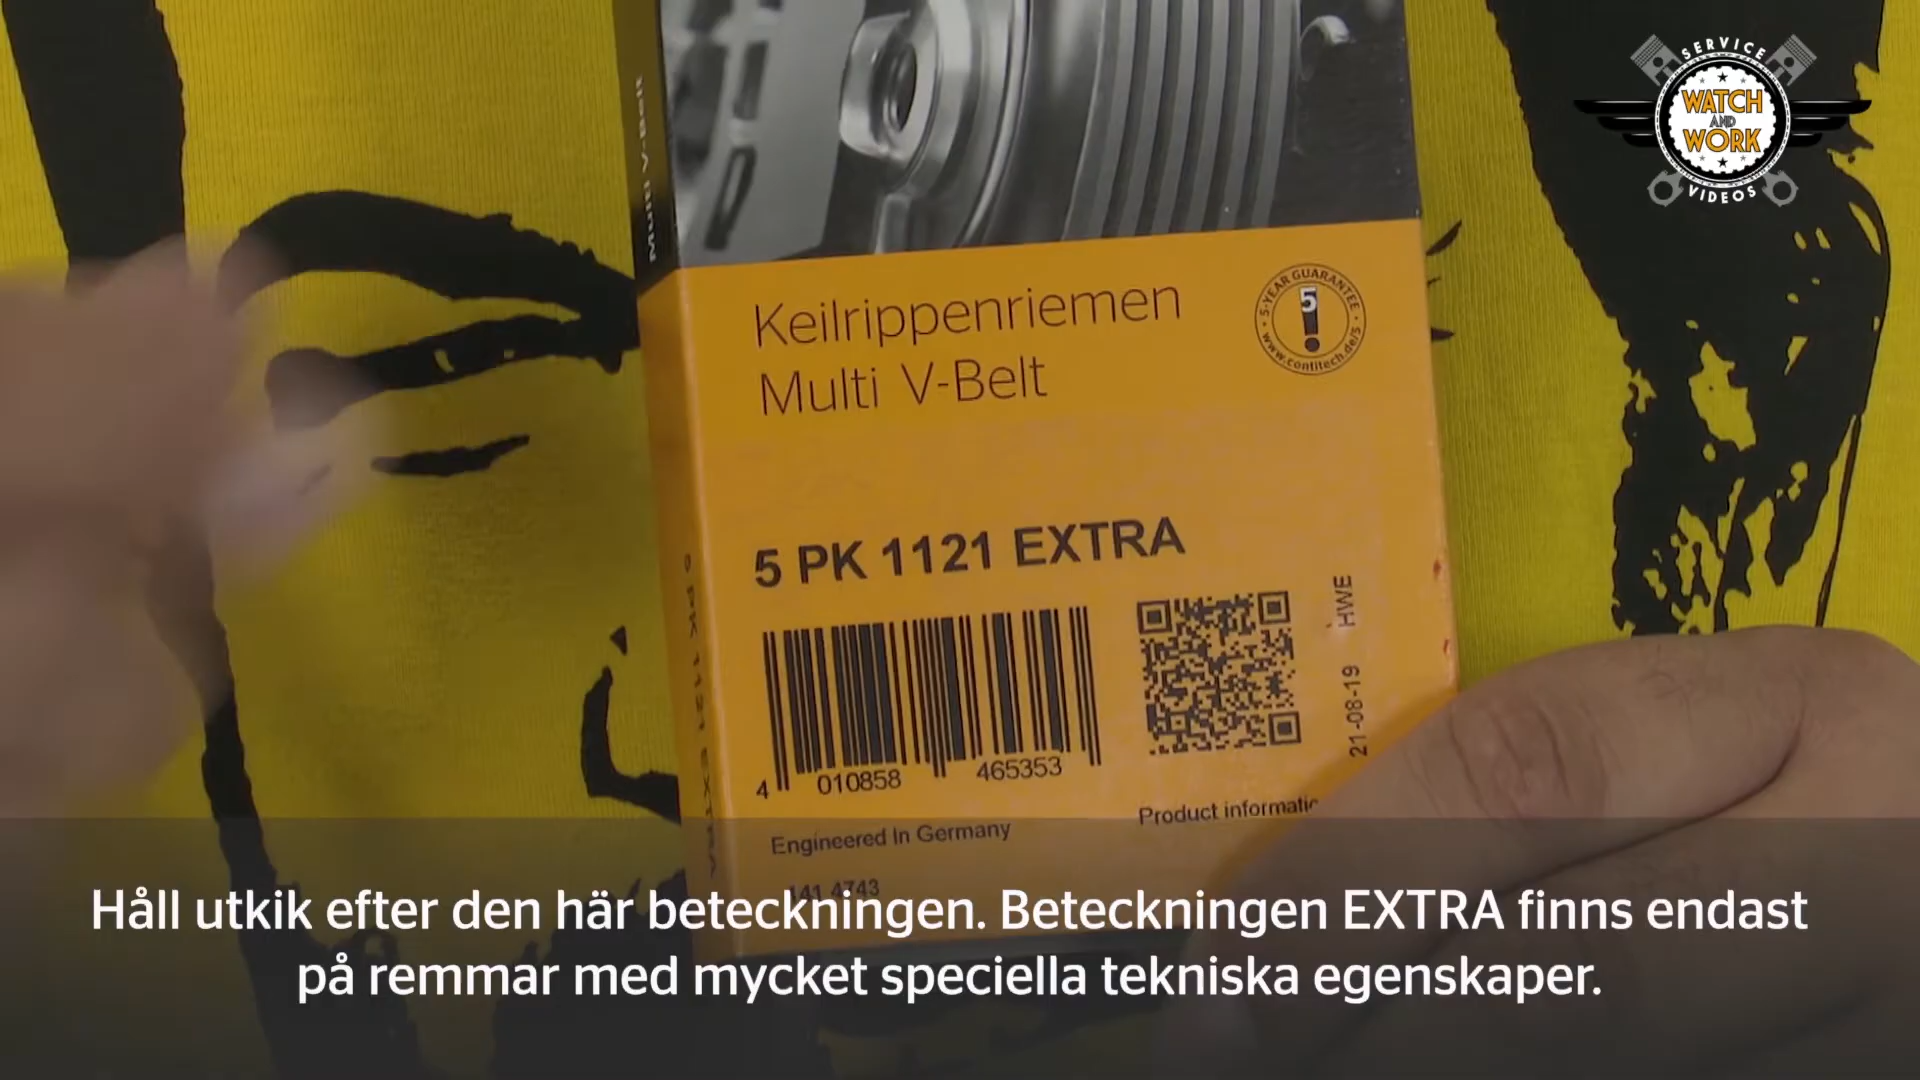 SERVICE
WATCH
AND
WORK
VIDEOS
Multi V-Belt
Keilrippenriemen
Multi V-Belt
5-YEAR GUARANTEE
5
www.contitech.de/5
5 PK 1121 EXTRA
5 PK 1121 EXTRA
HWE
21-08-19
4 010858 465353
Product informatic
Engineered In Germany
141 4743
Håll utkik efter den här beteckningen. Beteckningen EXTRA finns endast
på remmar med mycket speciella tekniska egenskaper.